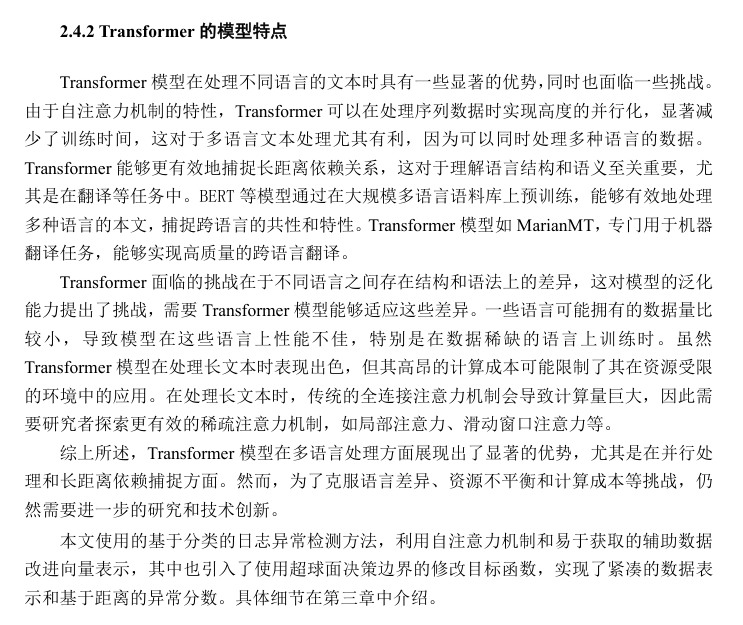 2.4.2 Transformer 的模型特点
Transformer 模型在处理不同语言的文本时具有一些显著的优势，同时也面临一些挑战。
由于自注意力机制的特性，Transformer 可以在处理序列数据时实现高度的并行化，显著减
少了训练时间，这对于多语言文本处理尤其有利，因为可以同时处理多种语言的数据。
Transformer 能够更有效地捕捉长距离依赖关系，这对于理解语言结构和语义至关重要，尤
其是在翻译等任务中。BERT 等模型通过在大规模多语言语料库上预训练，能够有效地处理
多种语言的本文，捕捉跨语言的共性和特性。Transformer 模型如 MarianMT，专门用于机器
翻译任务，能够实现高质量的跨语言翻译。
Transformer 面临的挑战在于不同语言之间存在结构和语法上的差异，这对模型的泛化
能力提出了挑战，需要 Transformer 模型能够适应这些差异。一些语言可能拥有的数据量比
较小，导致模型在这些语言上性能不佳，特别是在数据稀缺的语言上训练时。虽然
Transformer 模型在处理长文本时表现出色，但其高昂的计算成本可能限制了其在资源受限
的环境中的应用。在处理长文本时，传统的全连接注意力机制会导致计算量巨大，因此需
要研究者探索更有效的稀疏注意力机制，如局部注意力、滑动窗口注意力等。
综上所述，Transformer 模型在多语言处理方面展现出了显著的优势，尤其是在并行处
理和长距离依赖捕捉方面。然而，为了克服语言差异、资源不平衡和计算成本等挑战，仍
然需要进一步的研究和技术创新。
本文使用的基于分类的日志异常检测方法，利用自注意力机制和易于获取的辅助数据
改进向量表示，其中也引入了使用超球面决策边界的修改目标函数，实现了紧凑的数据表
示和基于距离的异常分数。具体细节在第三章中介绍。